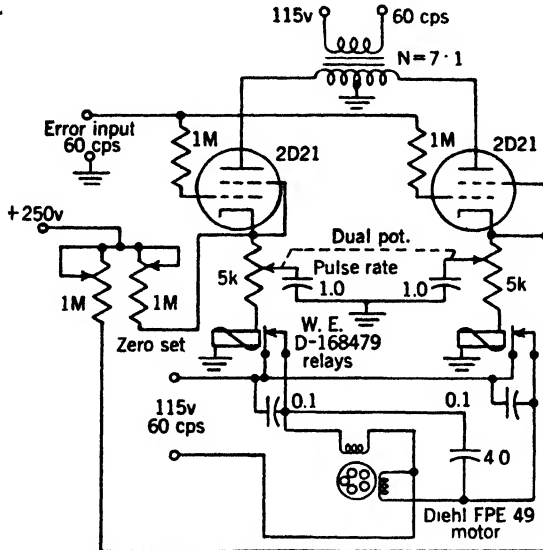 115v
60 cps
N=7·1
Error input
60 cps
1M
2D21
1M
2D21
+250v
Dual pot.
Pulse rate
5k
1.0
1.0
5k
1M
1M
Zero set
W. E.
D-168479
relays
0.1
0.1
115v
60 cps
40
Diehl FPE 49
motor